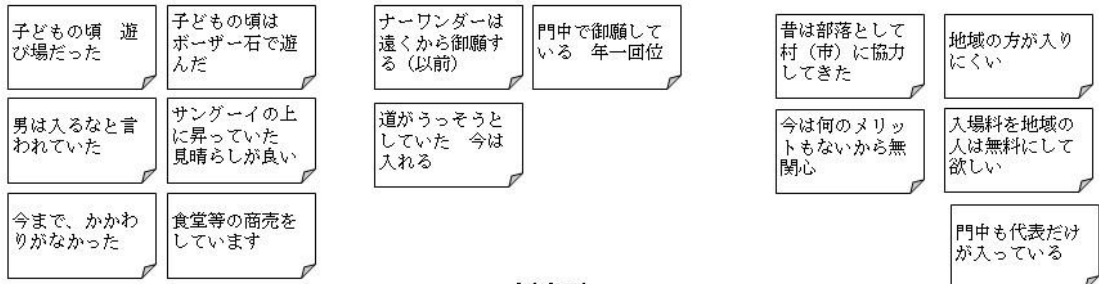 子どもの頃　遊
び場だった
子どもの頃は
ボーザー石で遊
んだ
男は入るなと言
われていた
サングーイの上
に昇っていた
見晴らしが良い
今まで、かかわ
りがなかった
食堂等の商売を
しています
ナーワンダーは
遠くから御願す
る（以前）
門中で御願して
いる　年一回位
道がうっそうと
していた　今は
入れる
昔は部落として
村（市）に協力
してきた
地域の方が入り
にくい
今は何のメリッ
トもないから無
関心
入場料を地域の
人は無料にして
欲しい
門中も代表だけ
が入っている